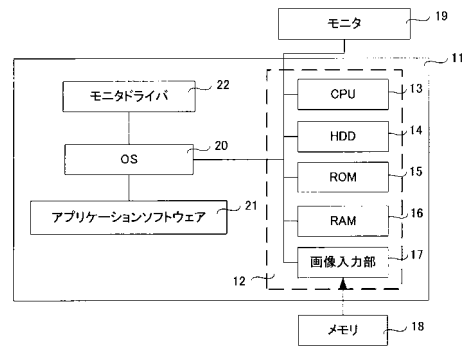 モニタ 19
11
モニタドライバ 22
CPU 13
HDD 14
OS 20
ROM 15
アプリケーションソフトウェア 21
RAM 16
画像入力部 17
12
メモリ 18